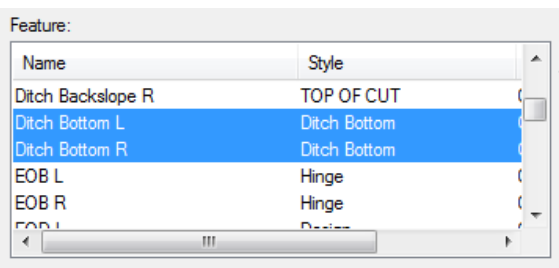 Feature:
Name Style
Ditch Backslope R TOP OF CUT
Ditch Bottom L Ditch Bottom
Ditch Bottom R Ditch Bottom
EOB L Hinge
EOB R Hinge